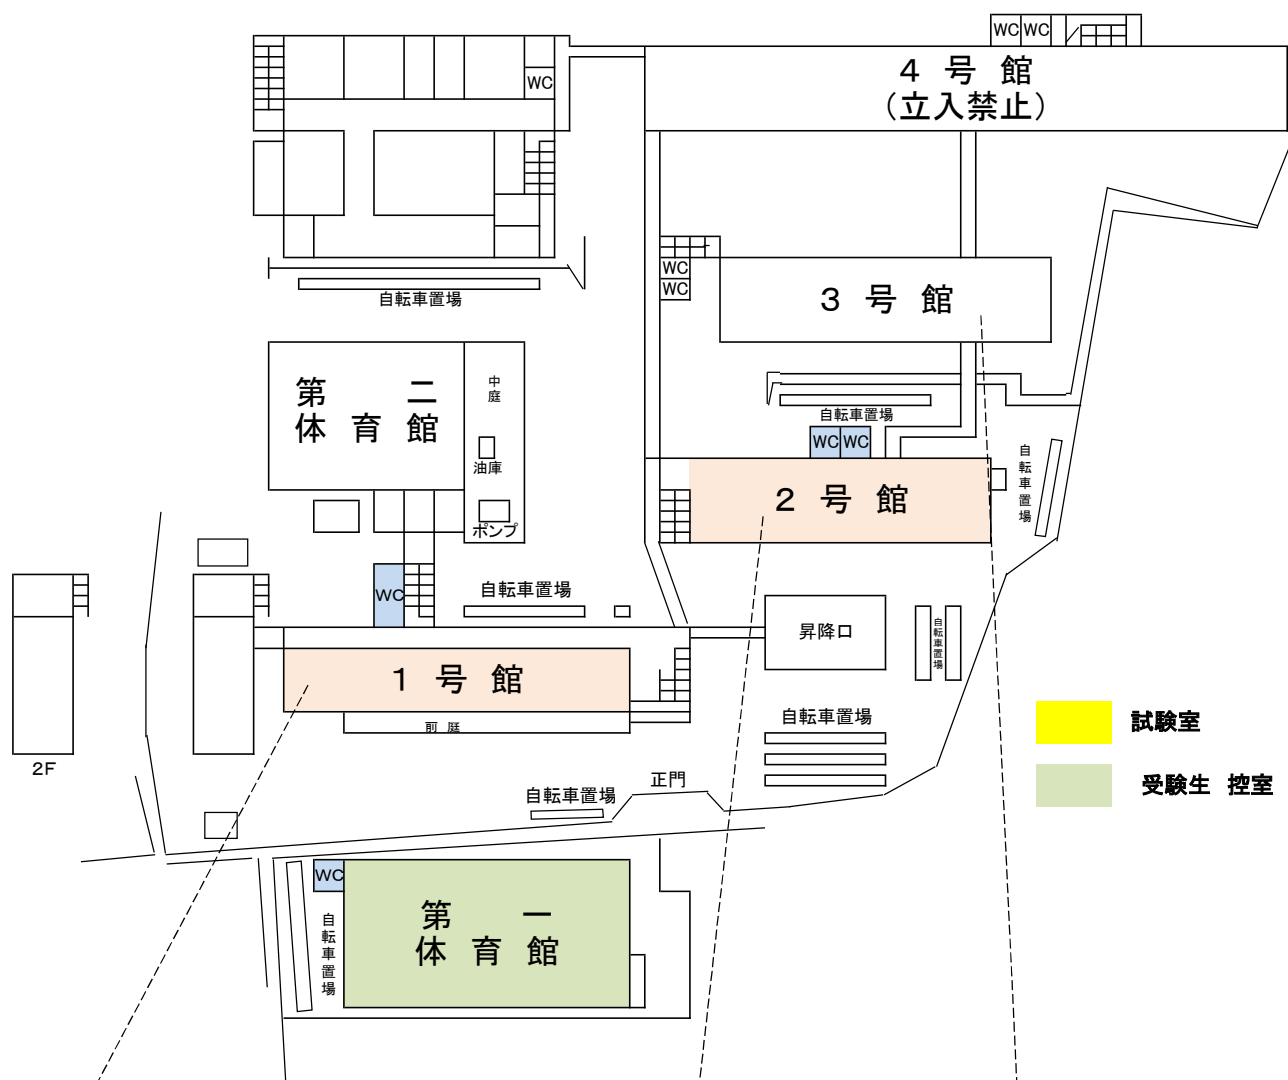 WC WC
４ 号 館
（立入禁止）
WC
WC
WC
３ 号 館
自転車置場
第 二
体 育 館
中庭
油庫
ポンプ
自転車置場
WC WC
２ 号 館
自転車置場
WC
自転車置場
昇降口
自転車置場
１ 号 館
前 庭
自転車置場
試験室
2F
正門
受験生 控室
自転車置場
WC
第 一
体 育 館
自転車置場